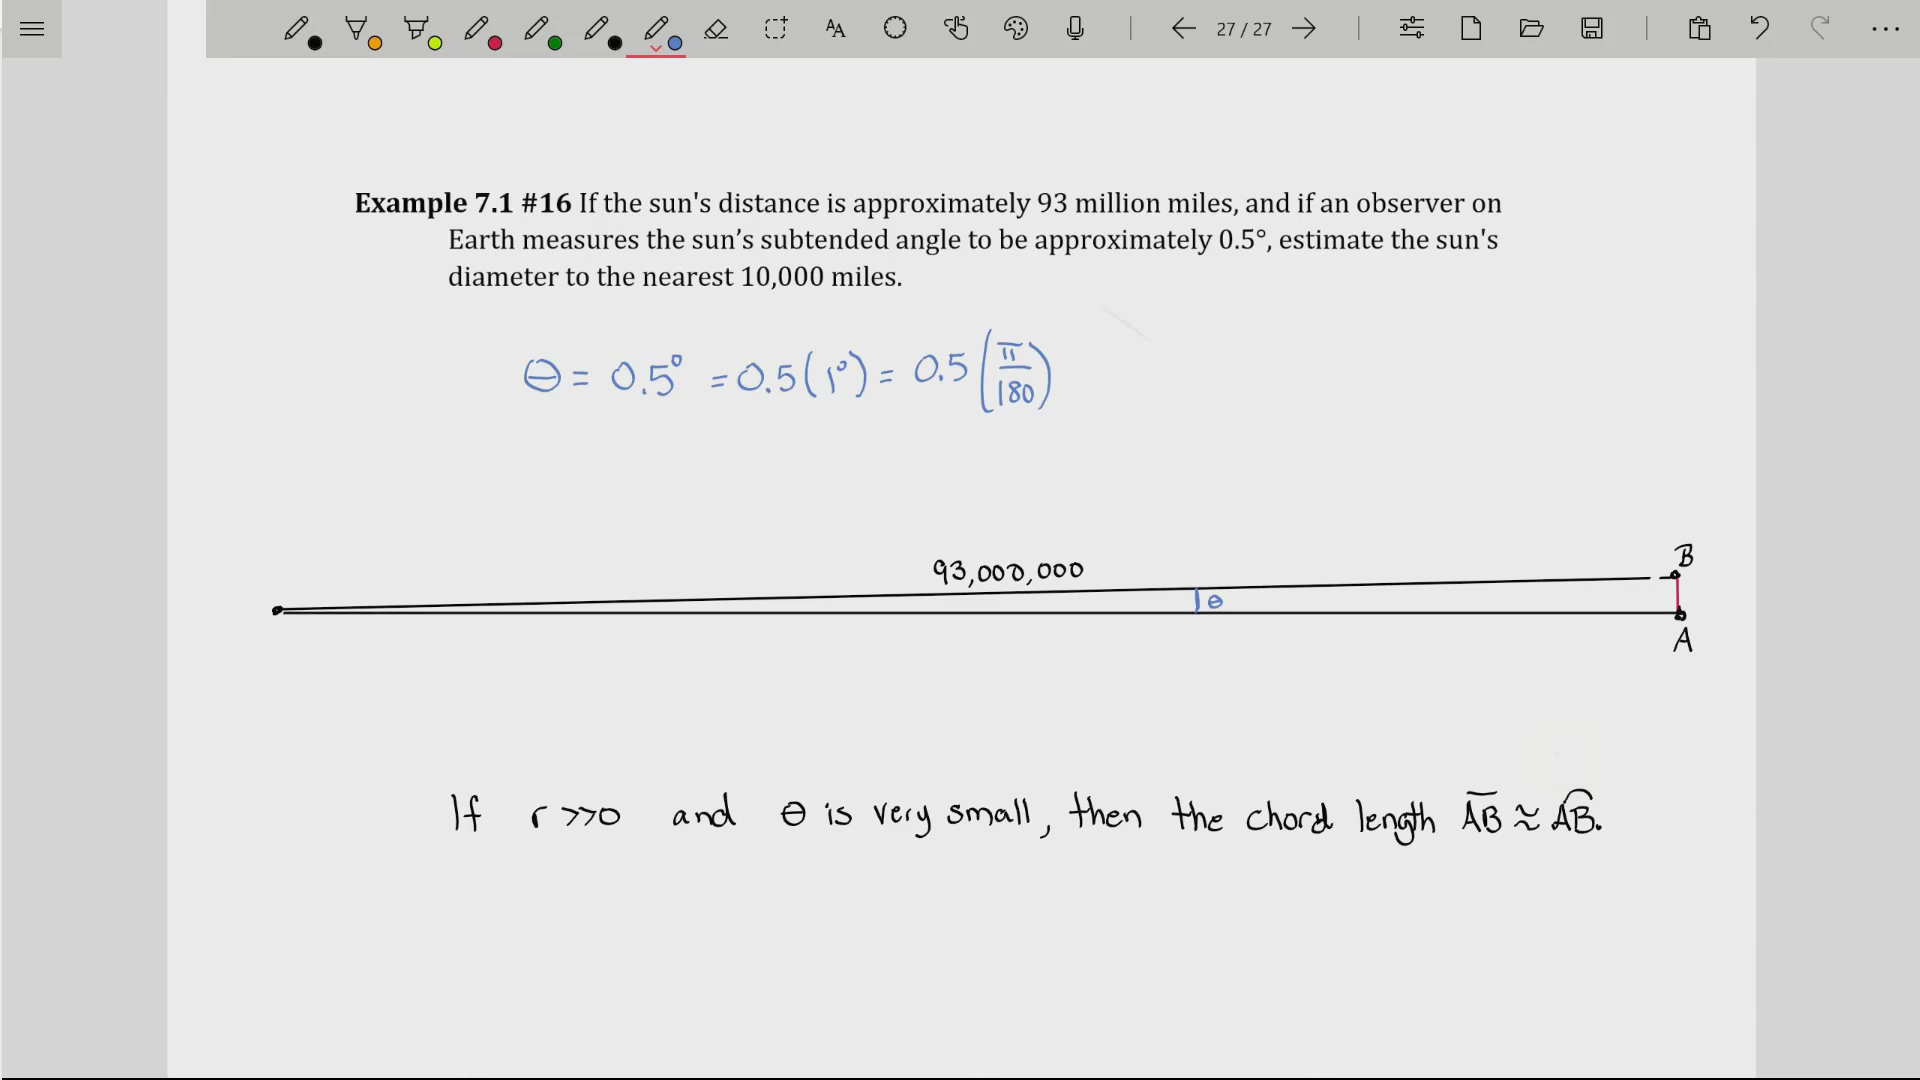 27 / 27
Example 7.1 #16 If the sun's distance is approximately 93 million miles, and if an observer on
Earth measures the sun’s subtended angle to be approximately 0.5°, estimate the sun's
diameter to the nearest 10,000 miles.
θ = 0.5° = 0.5(1°) = 0.5(π/180)
93,000,000
B
θ
A
If r >> 0 and θ is very small, then the chord length A̅B̅ ≈ A͡B.